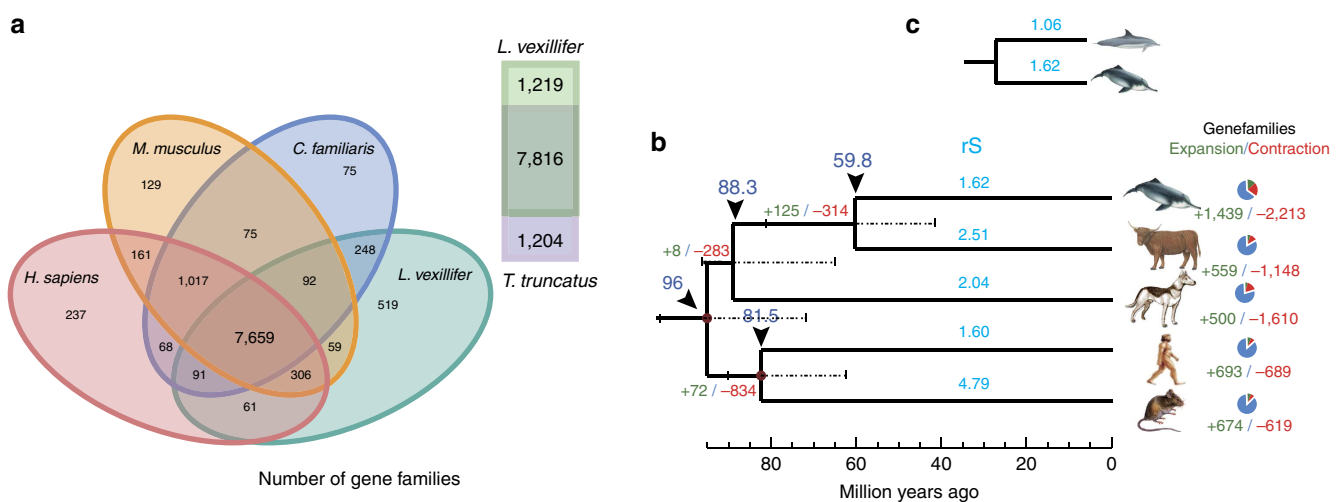 a
L. vexillifer
1,219
7,816
1,204
T. truncatus
M. musculus
C. familiaris
129
75
75
161
248
H. sapiens
1,017
92
L. vexillifer
237
519
7,659
68
59
91
306
61
Number of gene families
c
1.06
1.62
b
rS
Genefamilies
Expansion/Contraction
59.8
88.3
1.62
+125 / –314
+1,439 / –2,213
2.51
+8 / –283
+559 / –1,148
96
2.04
+500 / –1,610
81.5
1.60
+693 / –689
+72 / –834
4.79
+674 / –619
80 60 40 20 0
Million years ago